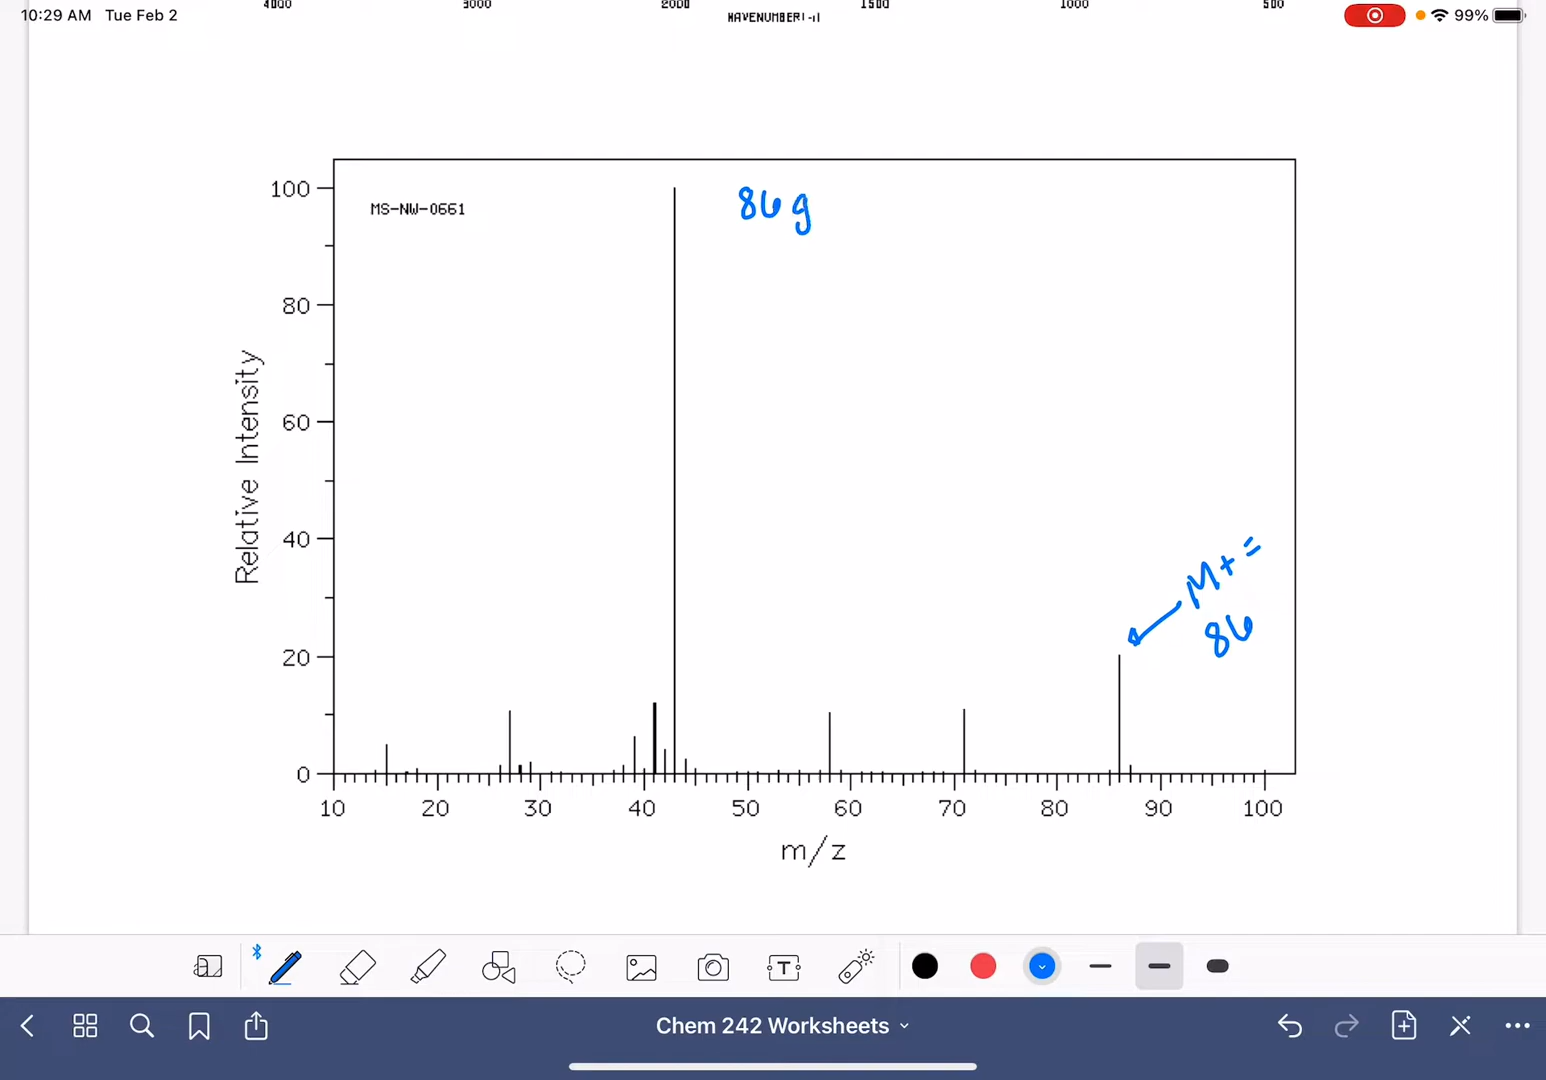 4000 3000 2000 1500 1000 500
10:29 AM Tue Feb 2
WAVENUMBER(-1)
99%
100
MS-NW-0661
86 g
80
60
40
20
0
Relative Intensity
M+ =
86
10 20 30 40 50 60 70 80 90 100
m/z
a
T
Chem 242 Worksheets